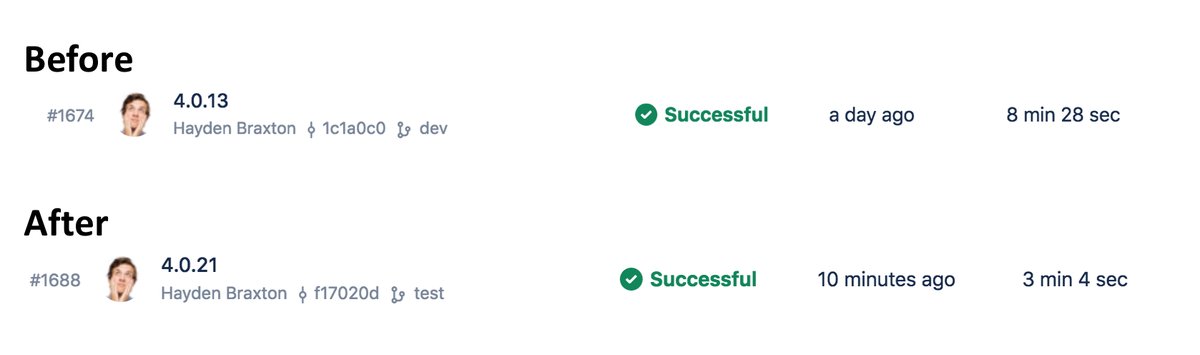 Before
#1674 4.0.13 Successful a day ago 8 min 28 sec
Hayden Braxton 1c1a0c0 dev
After
#1688 4.0.21 Successful 10 minutes ago 3 min 4 sec
Hayden Braxton f17020d test